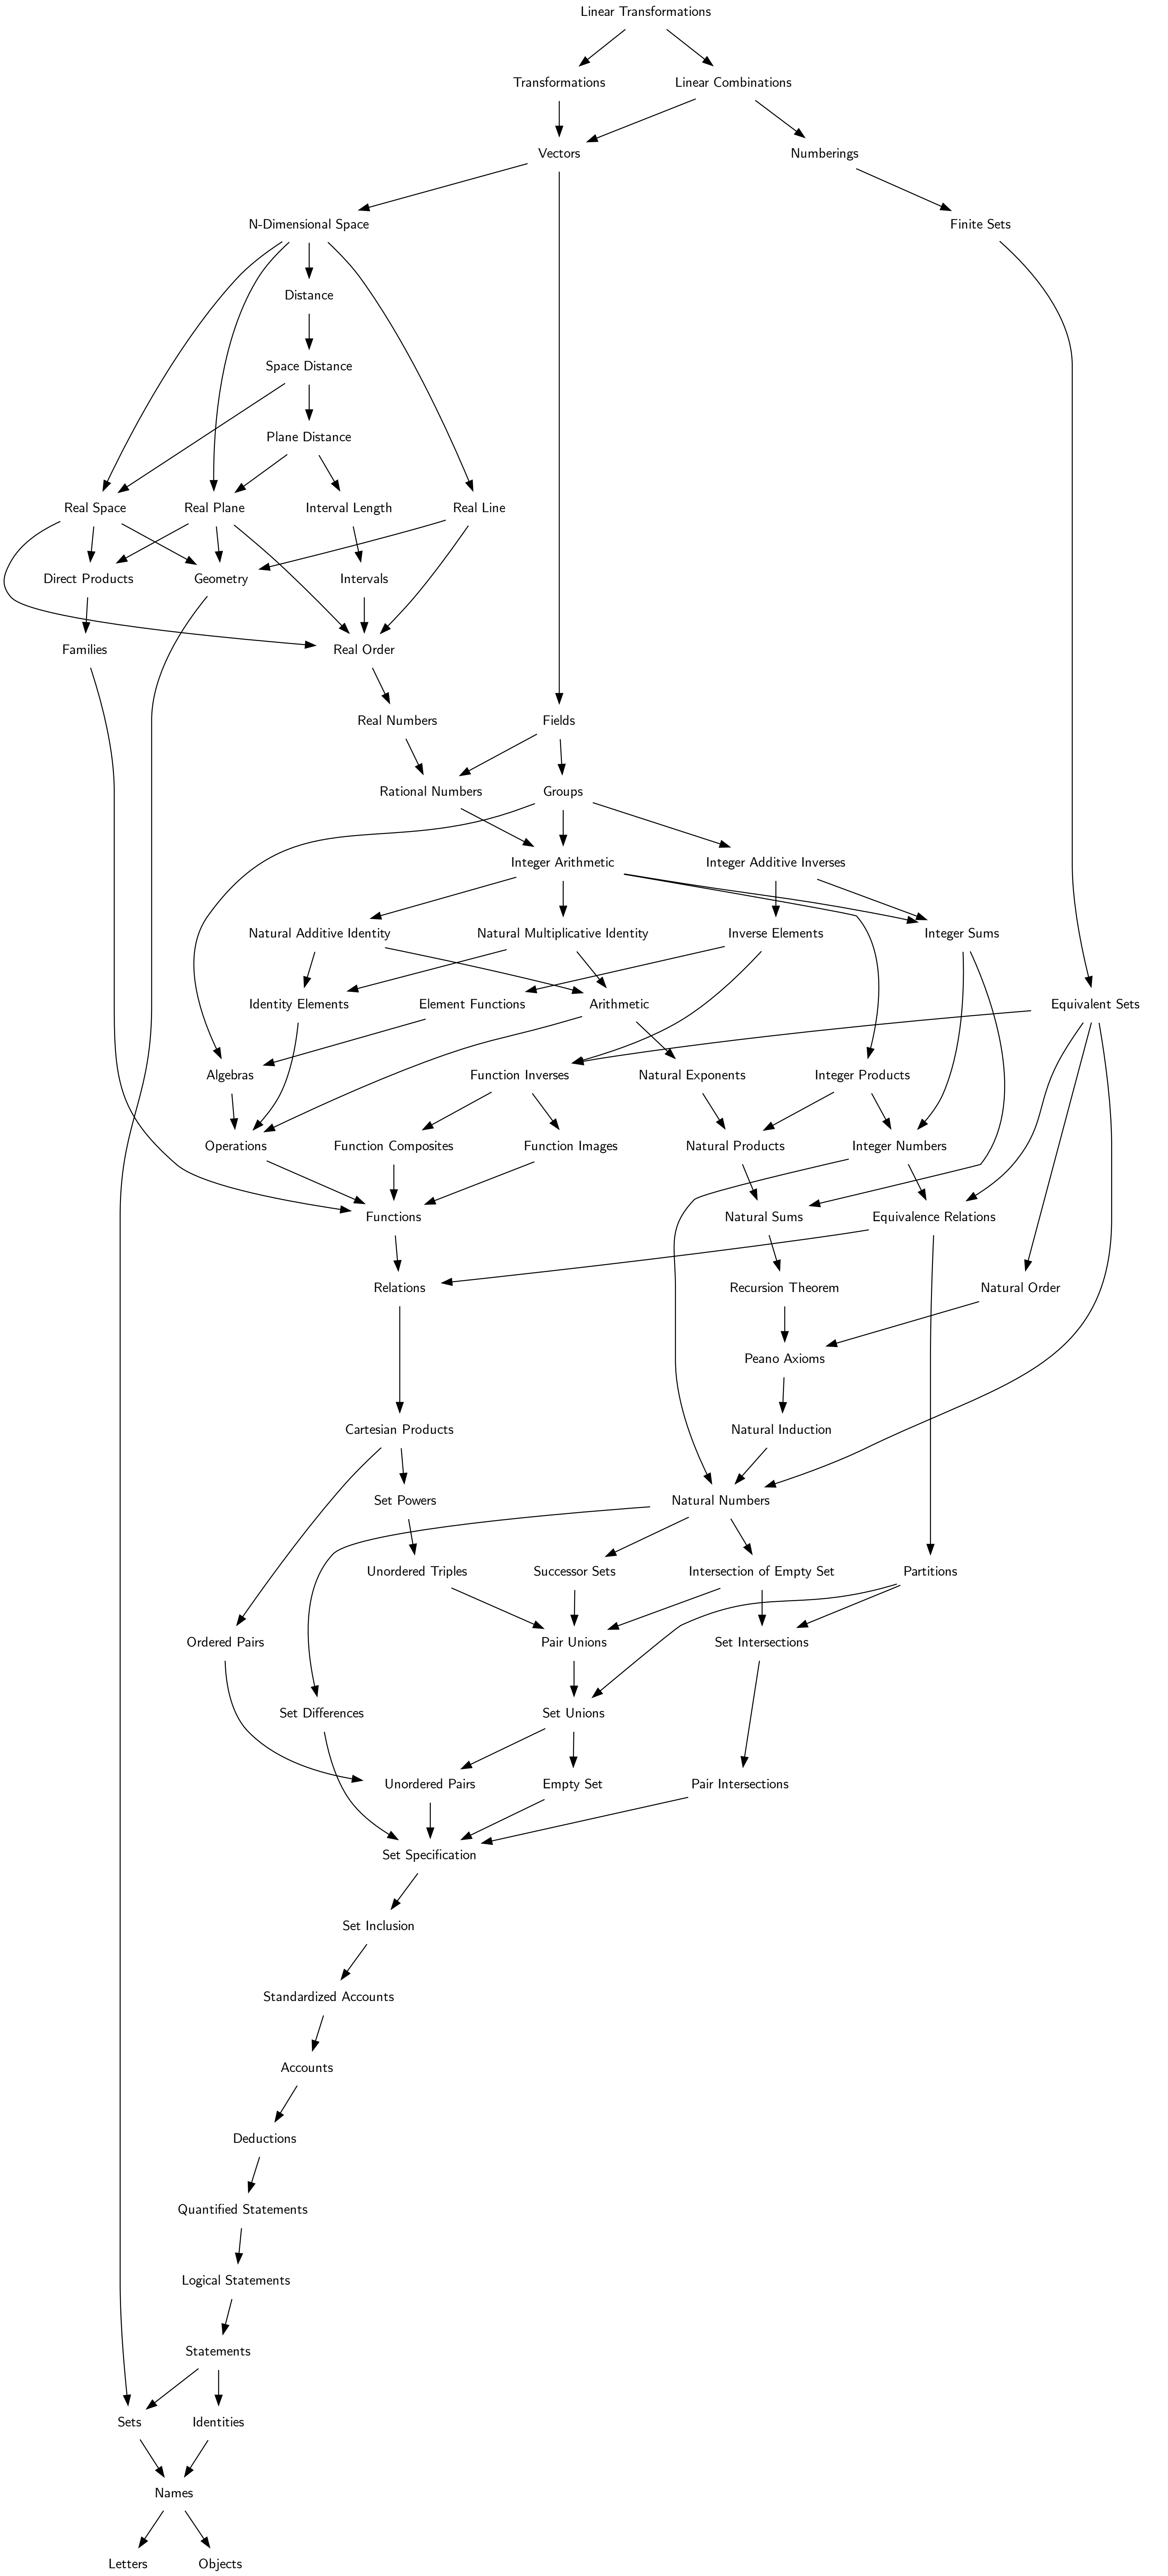 Linear Transformations
Transformations
Linear Combinations
Vectors
Numberings
N-Dimensional Space
Finite Sets
Distance
Space Distance
Plane Distance
Real Space
Real Plane
Interval Length
Real Line
Direct Products
Geometry
Intervals
Families
Real Order
Real Numbers
Fields
Rational Numbers
Groups
Integer Arithmetic
Integer Additive Inverses
Natural Additive Identity
Natural Multiplicative Identity
Inverse Elements
Integer Sums
Identity Elements
Element Functions
Arithmetic
Equivalent Sets
Algebras
Function Inverses
Natural Exponents
Integer Products
Operations
Function Composites
Function Images
Natural Products
Integer Numbers
Functions
Natural Sums
Equivalence Relations
Relations
Recursion Theorem
Natural Order
Peano Axioms
Cartesian Products
Natural Induction
Set Powers
Natural Numbers
Unordered Triples
Successor Sets
Intersection of Empty Set
Partitions
Ordered Pairs
Pair Unions
Set Intersections
Set Differences
Set Unions
Unordered Pairs
Empty Set
Pair Intersections
Set Specification
Set Inclusion
Standardized Accounts
Accounts
Deductions
Quantified Statements
Logical Statements
Statements
Sets
Identities
Names
Letters
Objects